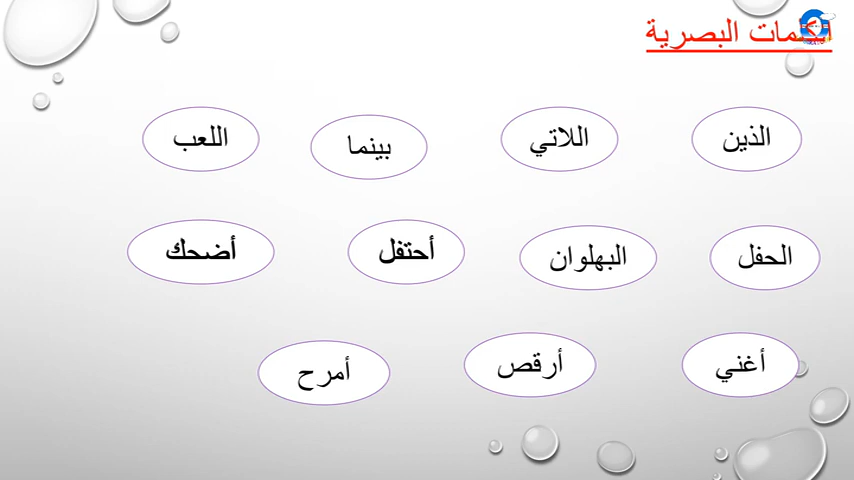 البصرية
الذين
اللاتي
بينما
اللعب
الحفل
البهلوان
أحتفل
أضحك
أغني
أرقص
أمرح